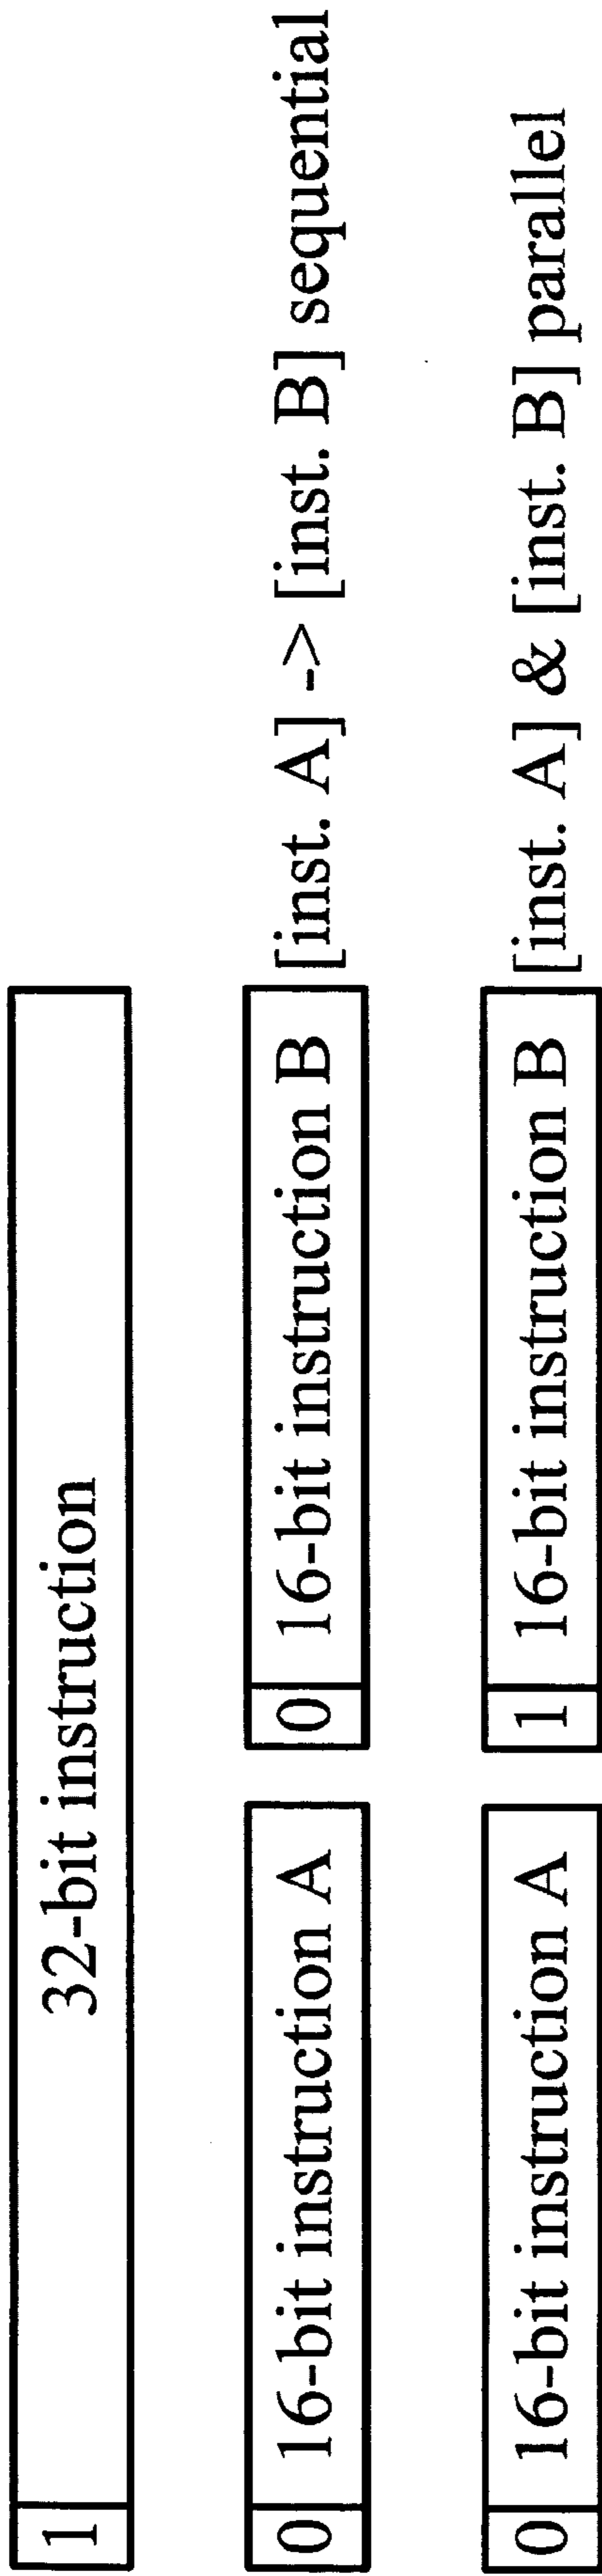 1 32-bit instruction
0 16-bit instruction A 0 16-bit instruction B [inst. A] -> [inst. B] sequential
0 16-bit instruction A 1 16-bit instruction B [inst. A] & [inst. B] parallel